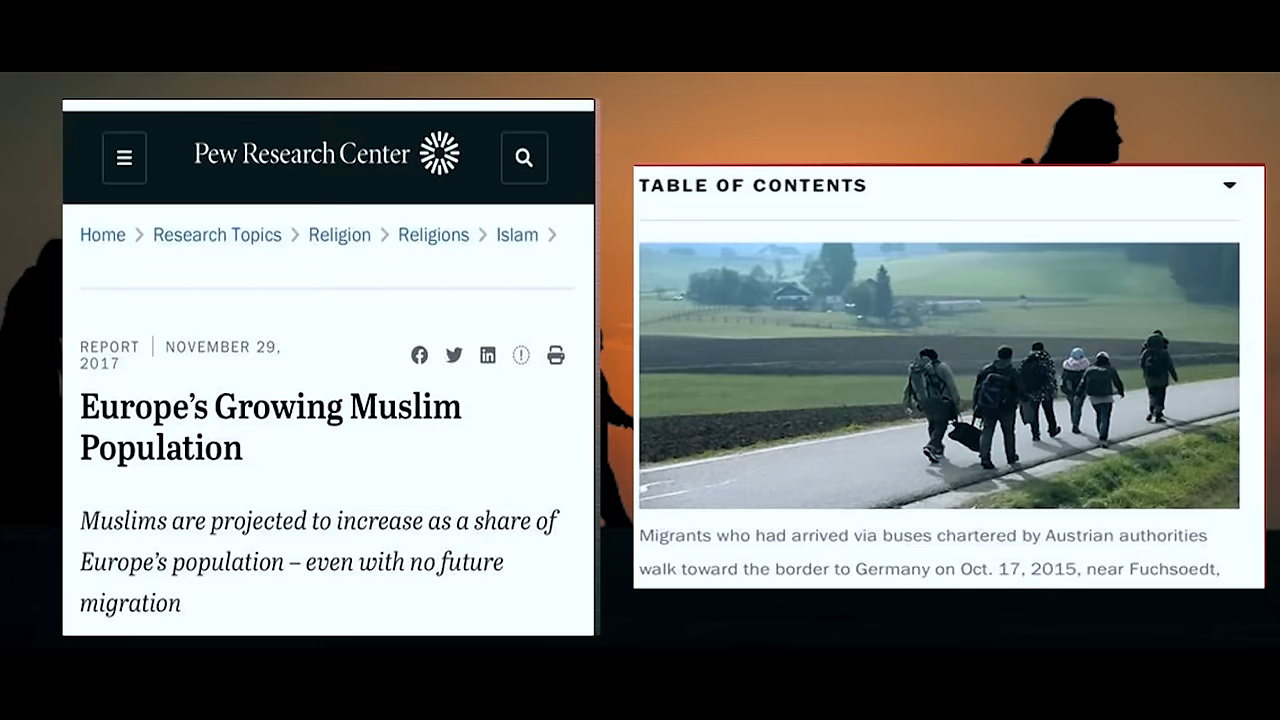 Pew Research Center
Home
Research Topics
Religion
Religions
Islam
REPORT
NOVEMBER 29,
2017
Europe's Growing Muslim
Population
Muslims are projected to increase as a share of
Europe's population – even with no future
migration
TABLE OF CONTENTS
Migrants who had arrived via buses chartered by Austrian authorities
walk toward the border to Germany on Oct. 17, 2015, near Fuchsoedt,